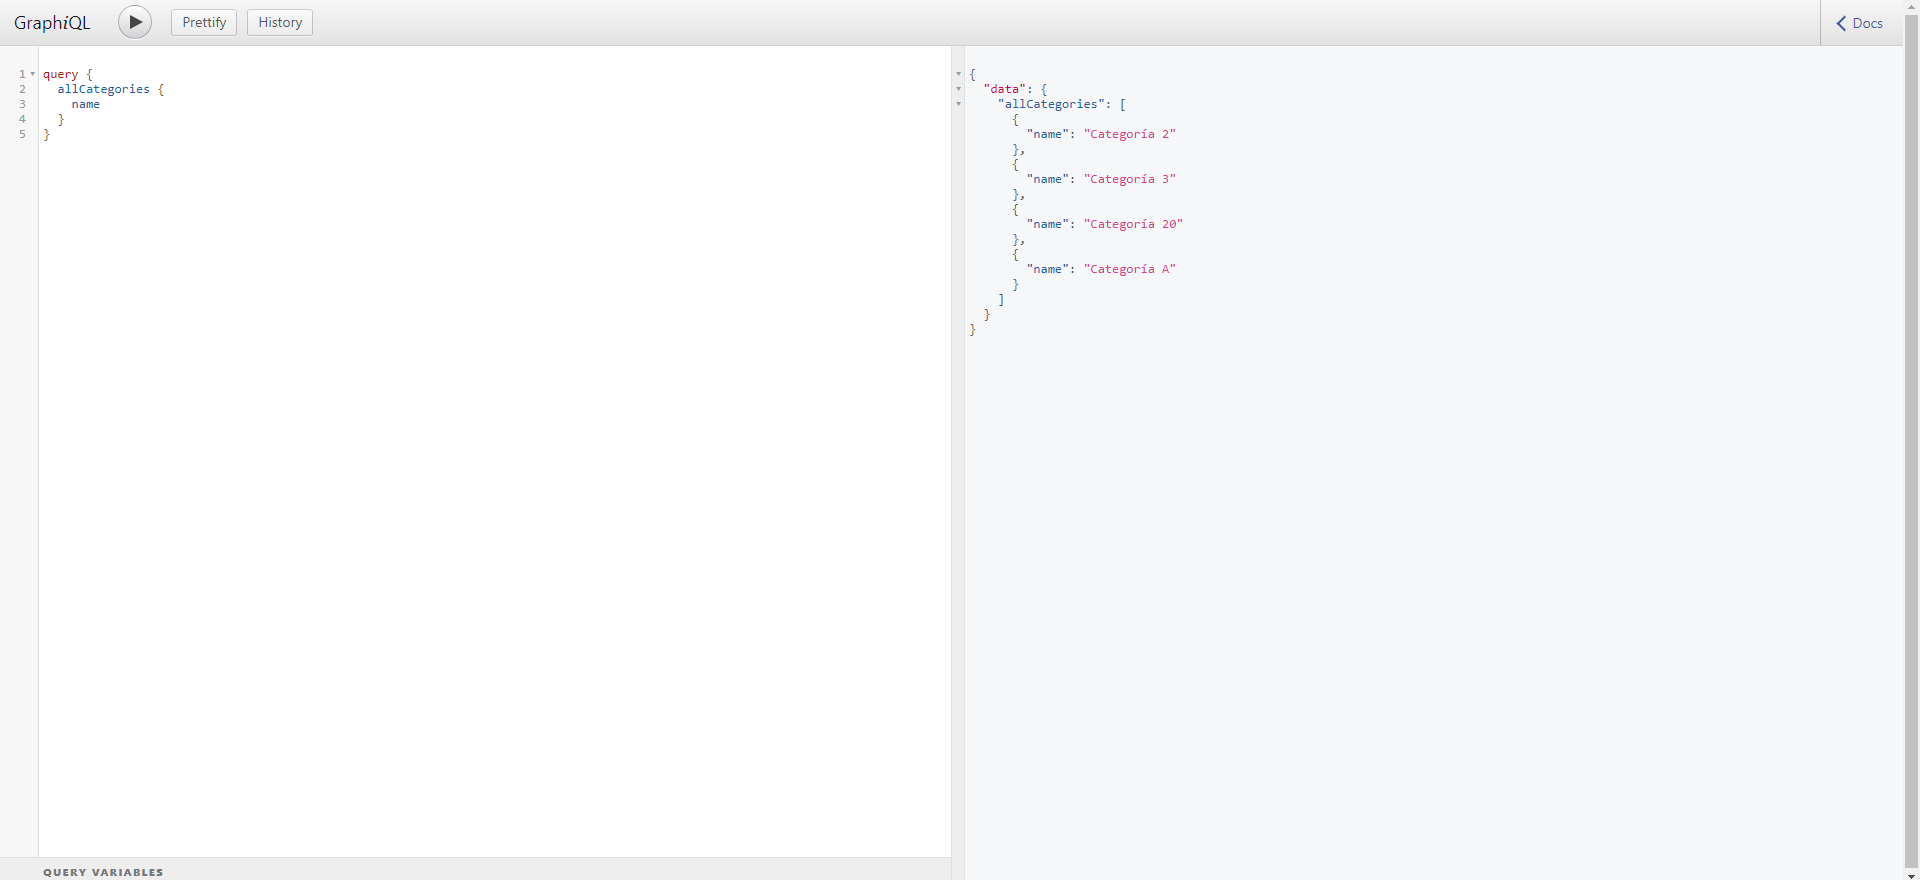 GraphiQL Prettify History Docs
1 query {
2 allCategories {
3 name
4 }
5 }
QUERY VARIABLES
{
"data": {
"allCategories": [
{
"name": "Categoría 2"
},
{
"name": "Categoría 3"
},
{
"name": "Categoría 20"
},
{
"name": "Categoría A"
}
]
}
}